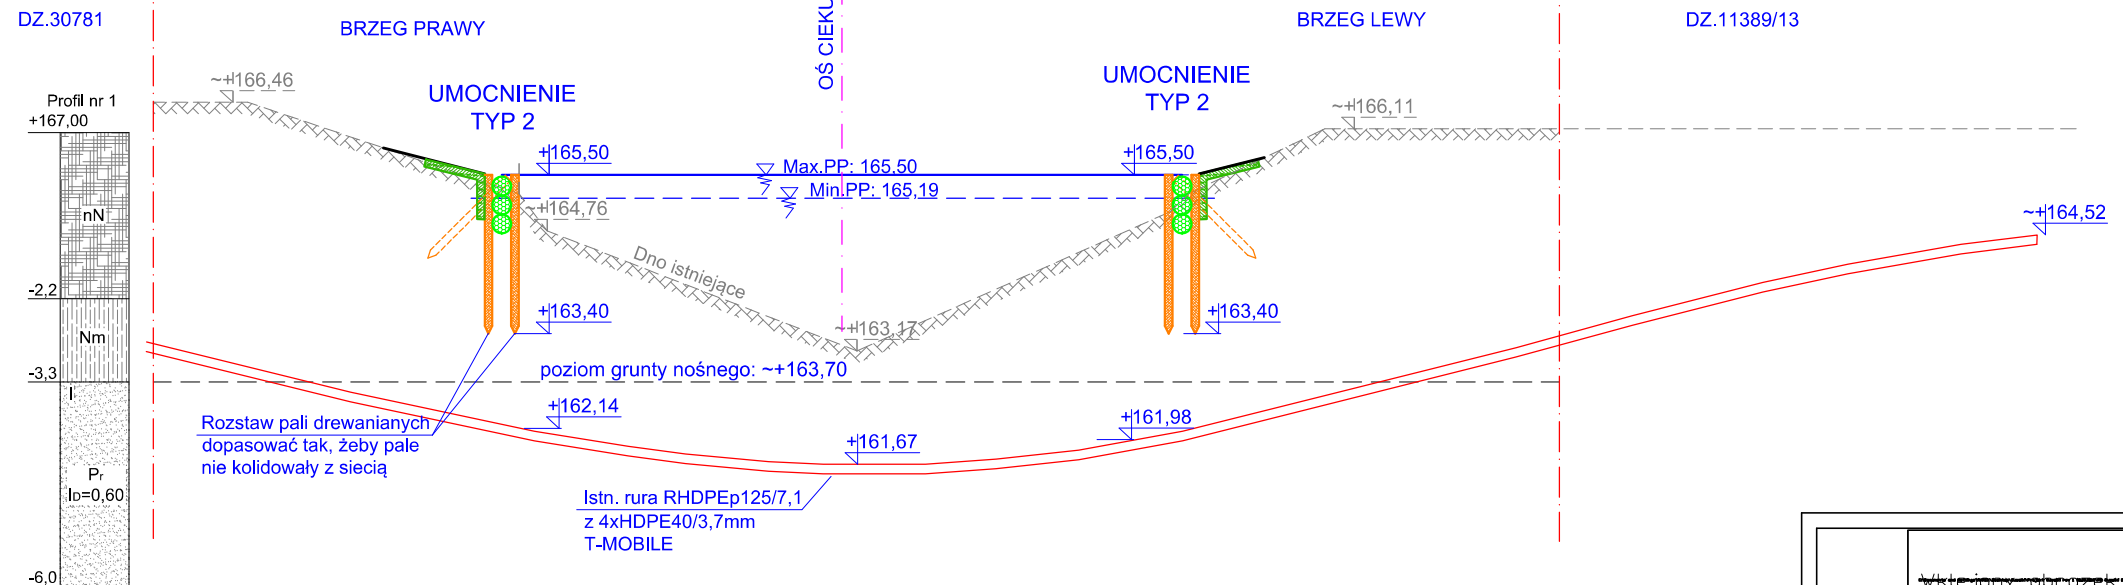 DZ.30781
BRZEG PRAWY
OŚ CIEKU
BRZEG LEWY
DZ.11389/13
~+166,46
UMOCNIENIE
TYP 2
UMOCNIENIE
TYP 2
~+166,11
Profil nr 1
+167,00
+165,50
Max.PP: 165,50
Min.PP: 165,19
+165,50
nN
~+164,76
~+164,52
Dno istniejące
-2,2
+163,40
~+163,17
+163,40
Nm
poziom grunty nośnego: ~+163,70
-3,3
I
+162,14
+161,98
Rozstaw pali drewanianych
dopasować tak, żeby pale
nie kolidowały z siecią
+161,67
Pr
ID=0,60
Istn. rura RHDPEp125/7,1
z 4xHDPE40/3,7mm
T-MOBILE
-6,0